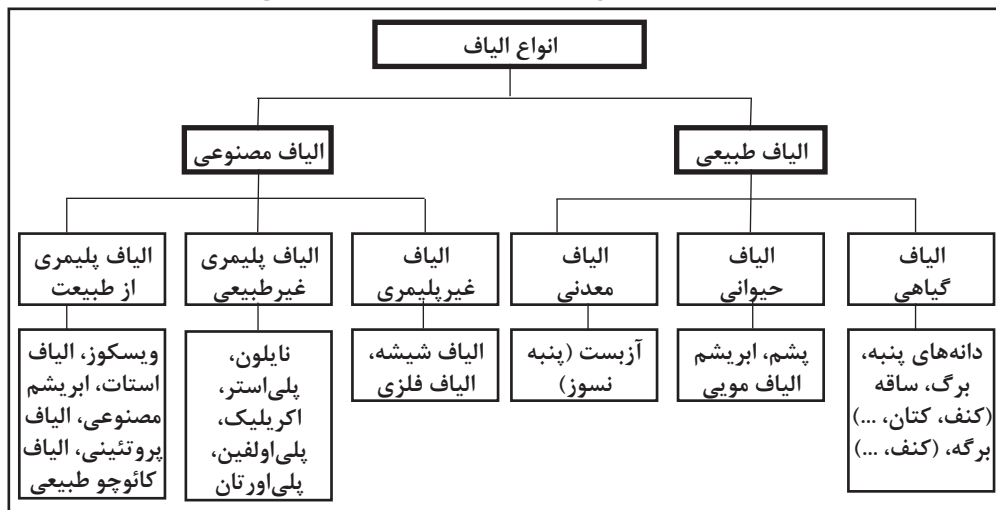 انواع الیاف
الیاف طبیعی
الیاف مصنوعی
الیاف
گیاهی
الیاف
حیوانی
الیاف
معدنی
الیاف
غیرپلیمری
الیاف پلیمری
غیرطبیعی
الیاف پلیمری
از طبیعت
دانه‌های پنبه،
برگ، ساقه
(کنف، کتان، ...)
برگه، (کنف، ...)
پشم، ابریشم
الیاف مویی
آزبست (پنبه
نسوز)
الیاف شیشه،
الیاف فلزی
نایلون،
پلی‌استر،
اکریلیک،
پلی‌اولفین،
پلی‌اورتان
ویسکوز، الیاف
استات، ابریشم
مصنوعی، الیاف
پروتئینی، الیاف
کائوچو طبیعی